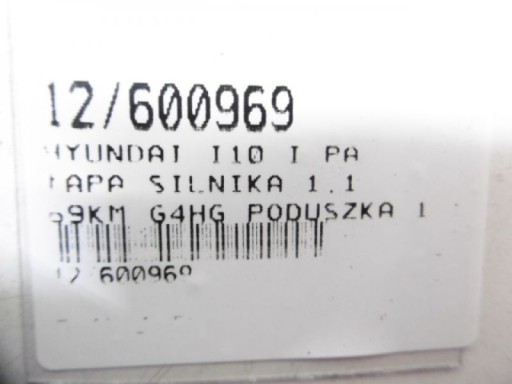 12/600969
HYUNDAI I10 I PA
ŁAPA SILNIKA 1.1
69KM G4HG PODUSZKA 1
12/600969